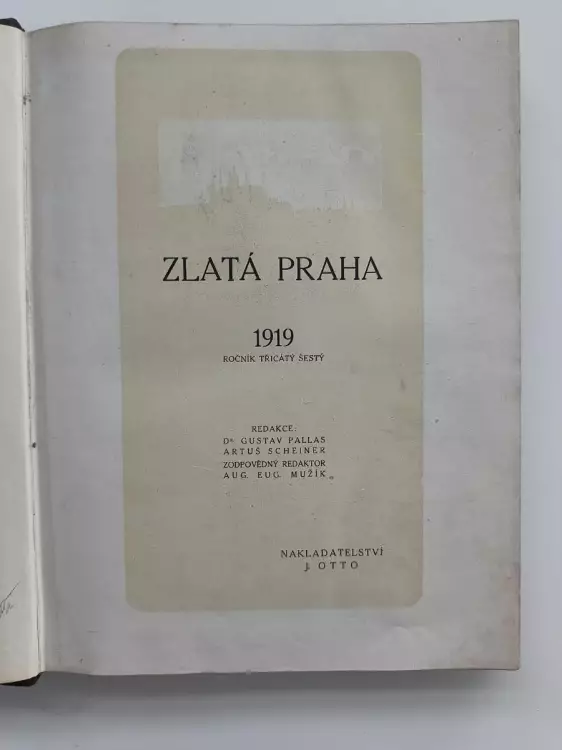 ZLATÁ PRAHA
1919
ROČNÍK TŘICÁTÝ ŠESTÝ
REDAKCE:
Dr GUSTAV PALLAS
ARTUŠ SCHEINER
ZODPOVĚDNÝ REDAKTOR
AUG. EUG. MUŽÍK
NAKLADATELSTVÍ
J. OTTO